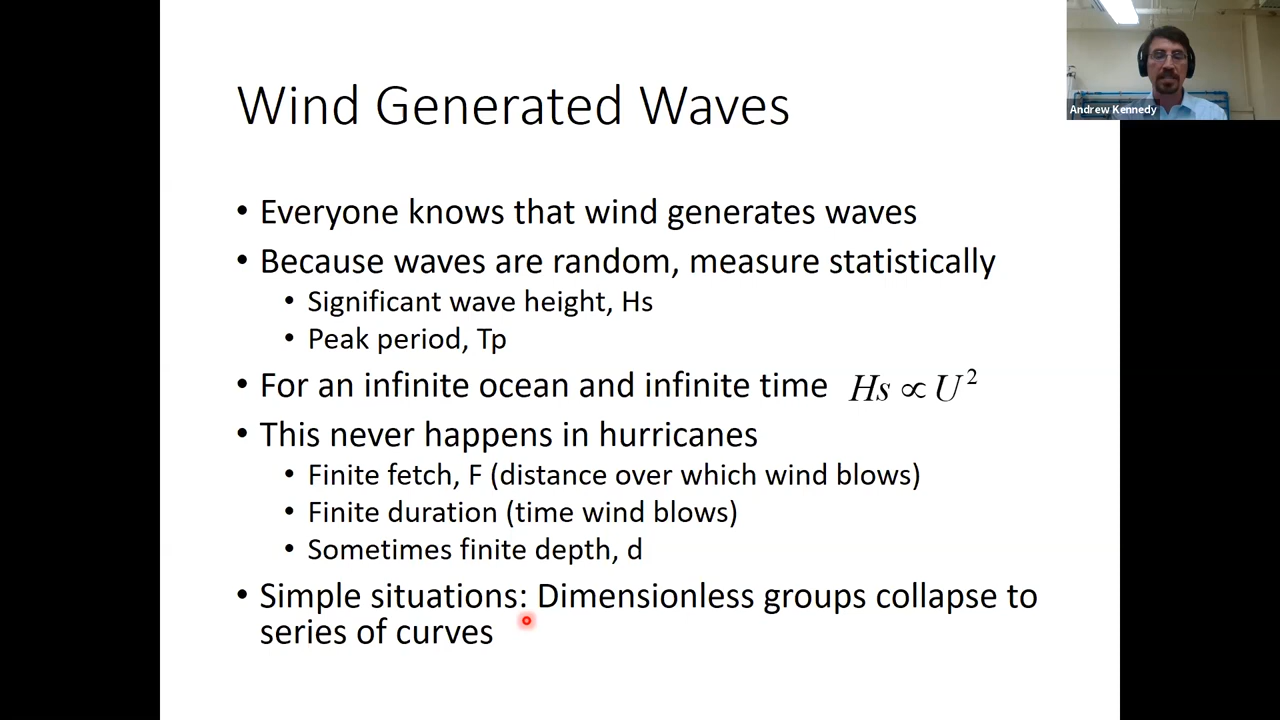 Wind Generated Waves
Andrew Kennedy
• Everyone knows that wind generates waves
• Because waves are random, measure statistically
• Significant wave height, Hs
• Peak period, Tp
• For an infinite ocean and infinite time Hs ∝ U²
• This never happens in hurricanes
• Finite fetch, F (distance over which wind blows)
• Finite duration (time wind blows)
• Sometimes finite depth, d
• Simple situations: Dimensionless groups collapse to
series of curves